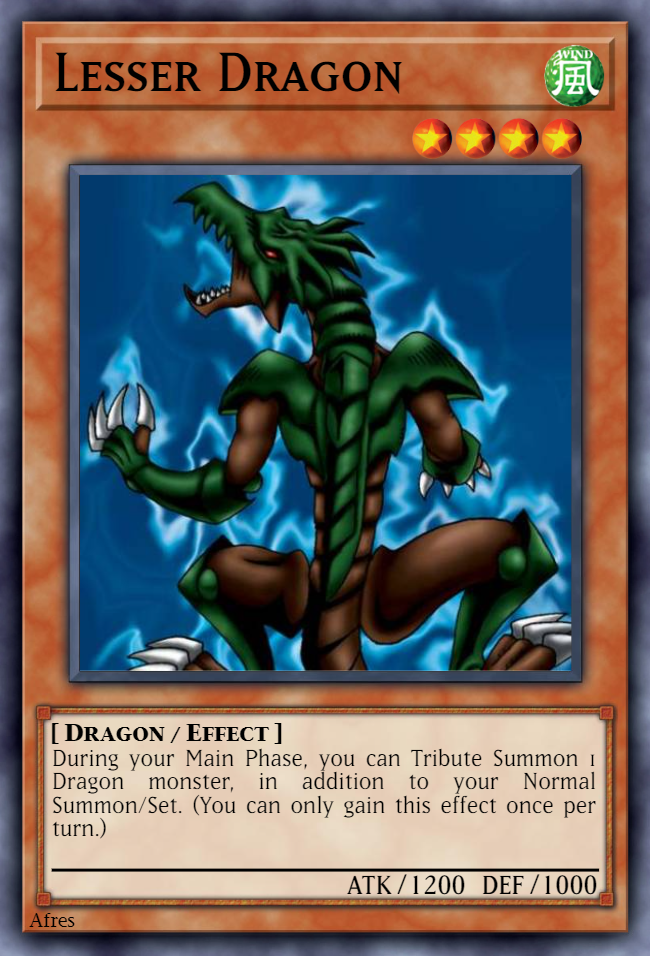 Lesser Dragon
WIND
風
[ Dragon / Effect ]
During your Main Phase, you can Tribute Summon 1
Dragon monster, in addition to your Normal
Summon/Set. (You can only gain this effect once per
turn.)
ATK / 1200 DEF / 1000
Afres